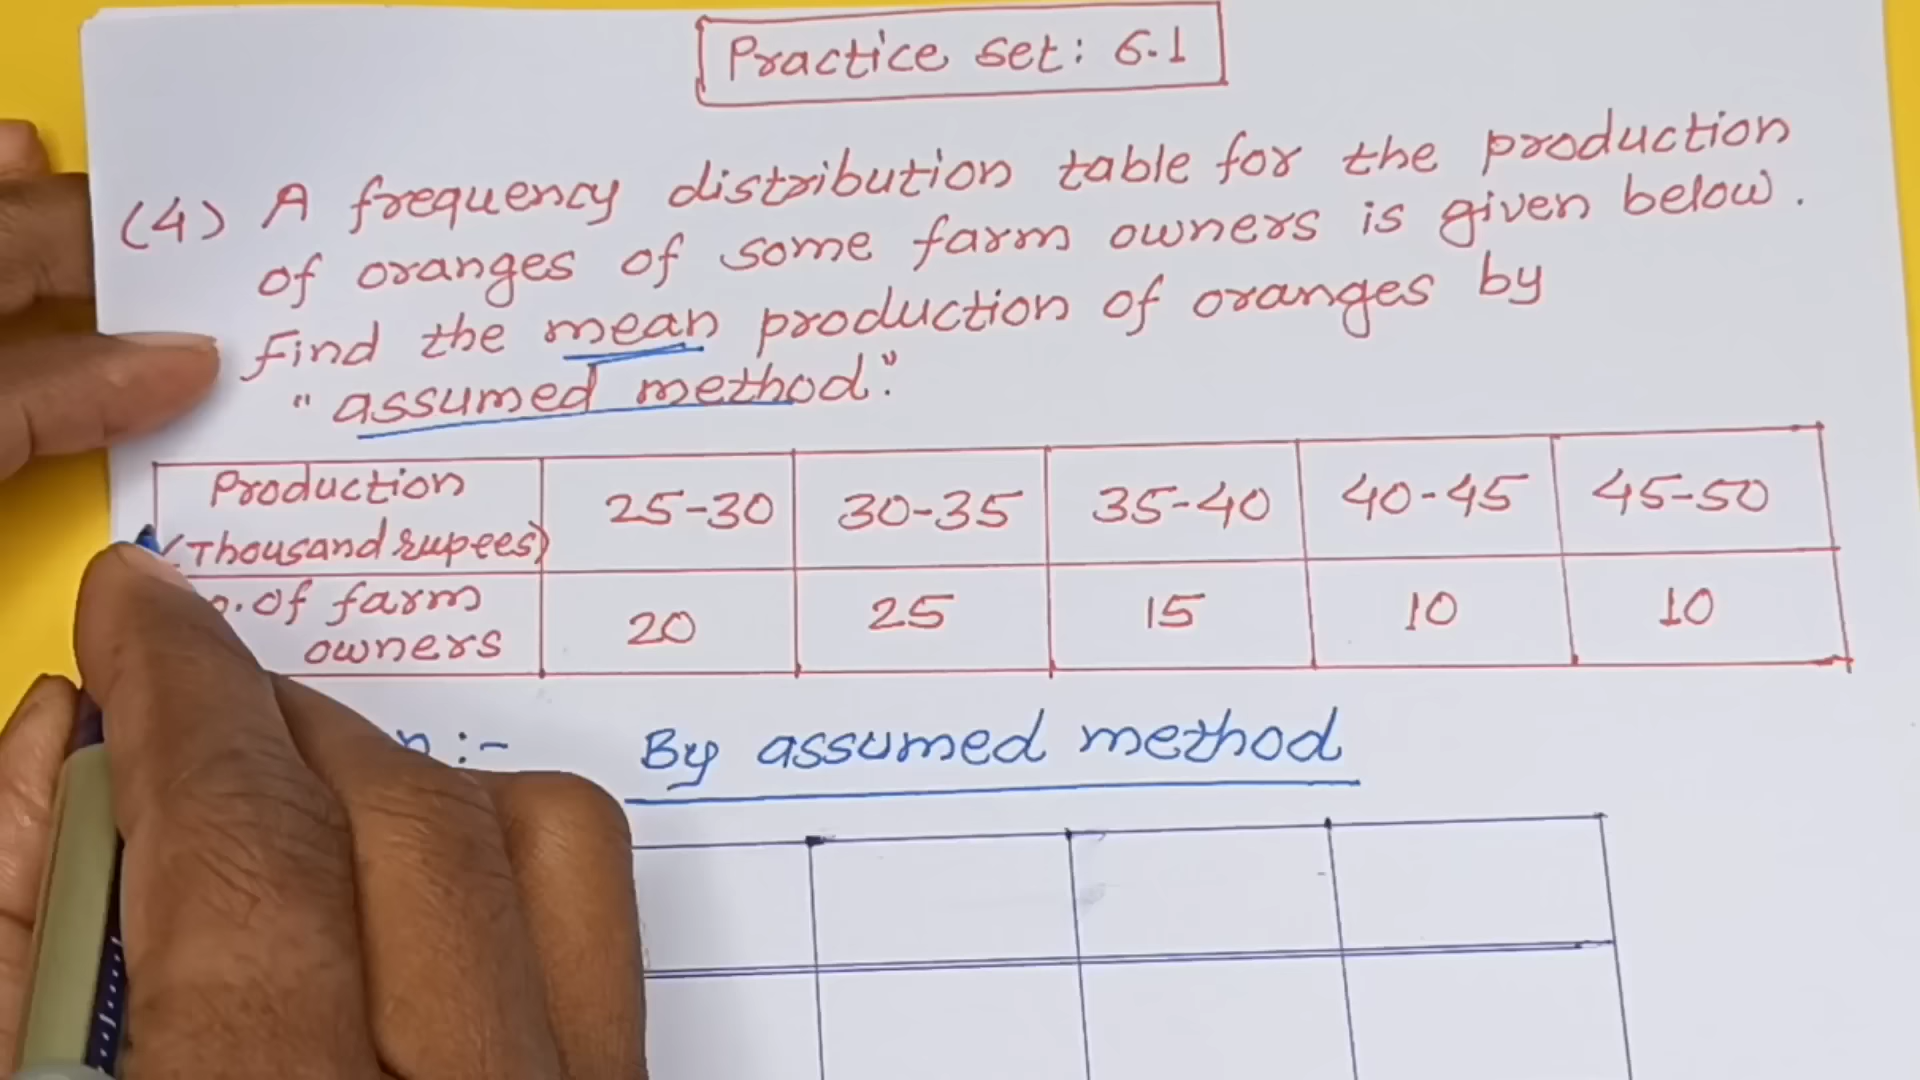 Practice set: 6.1
(4) A frequency distribution table for the production
of oranges of some farm owners is given below.
Find the mean production of oranges by
"assumed method."
Production 25-30 30-35 35-40 40-45 45-50
(Thousand rupees)
of farm
owners 20 25 15 10 10
By assumed method